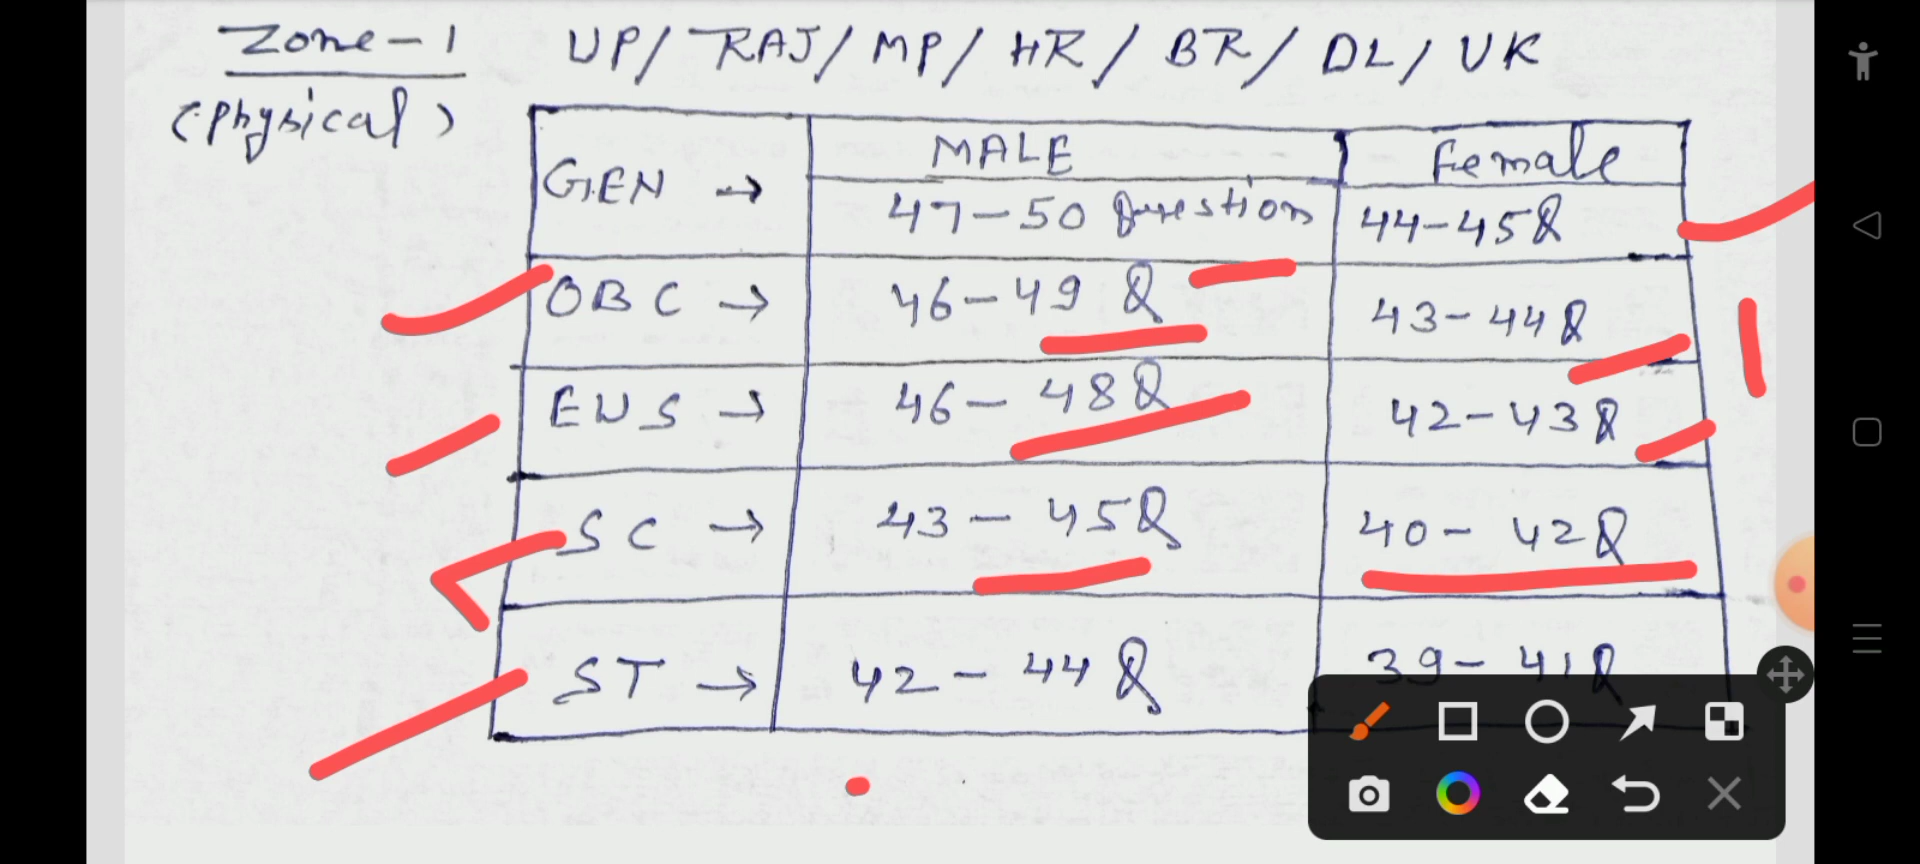 Zone-1 UP/ RAJ/ MP/ HR/ BR/ DL/ UK
(Physical)
GEN → MALE Female
47-50 Question 44-45Q
OBC → 46-49 Q 43-44Q
EWS → 46-48Q 42-43Q
SC → 43-45Q 40-42Q
ST → 42-44Q 39-41Q